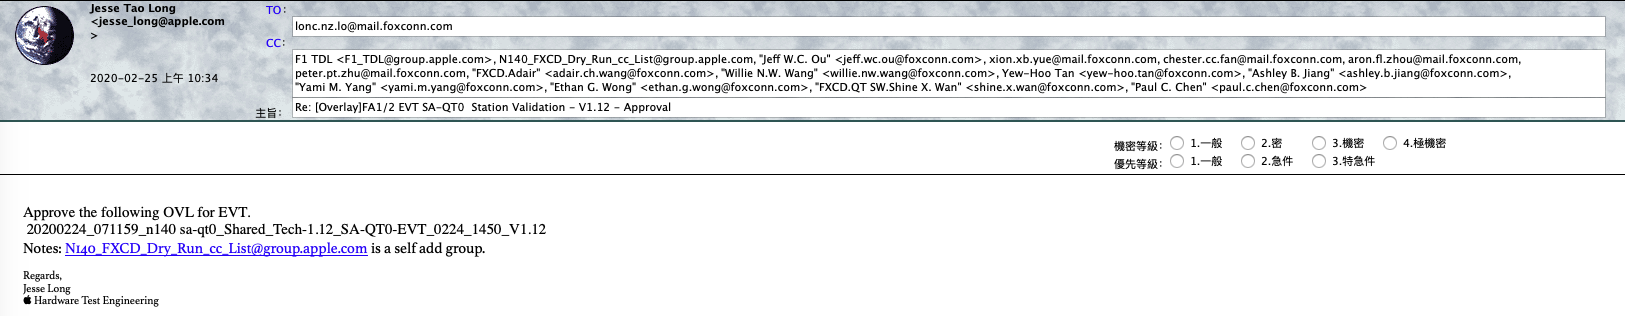 Jesse Tao Long
<jesse_long@apple.com
>
2020-02-25 上午 10:34
TO:
lonc.nz.lo@mail.foxconn.com
CC:
F1 TDL <F1_TDL@group.apple.com>, N140_FXCD_Dry_Run_cc_List@group.apple.com, "Jeff W.C. Ou" <jeff.wc.ou@foxconn.com>, xion.xb.yue@mail.foxconn.com, chester.cc.fan@mail.foxconn.com, aron.fl.zhou@mail.foxconn.com,
peter.pt.zhu@mail.foxconn.com, "FXCD.Adair" <adair.ch.wang@foxconn.com>, "Willie N.W. Wang" <willie.nw.wang@foxconn.com>, Yew-Hoo Tan <yew-hoo.tan@foxconn.com>, "Ashley B. Jiang" <ashley.b.jiang@foxconn.com>,
"Yami M. Yang" <yami.m.yang@foxconn.com>, "Ethan G. Wong" <ethan.g.wong@foxconn.com>, "FXCD.QT SW.Shine X. Wan" <shine.x.wan@foxconn.com>, "Paul C. Chen" <paul.c.chen@foxconn.com>
主旨:
Re: [Overlay]FA1/2 EVT SA-QT0 Station Validation - V1.12 - Approval
機密等級: 1.一般 2.密 3.機密 4.極機密
優先等級: 1.一般 2.急件 3.特急件
Approve the following OVL for EVT.
20200224_071159_n140 sa-qt0_Shared_Tech-1.12_SA-QT0-EVT_0224_1450_V1.12
Notes: N140_FXCD_Dry_Run_cc_List@group.apple.com is a self add group.
Regards,
Jesse Long
Hardware Test Engineering